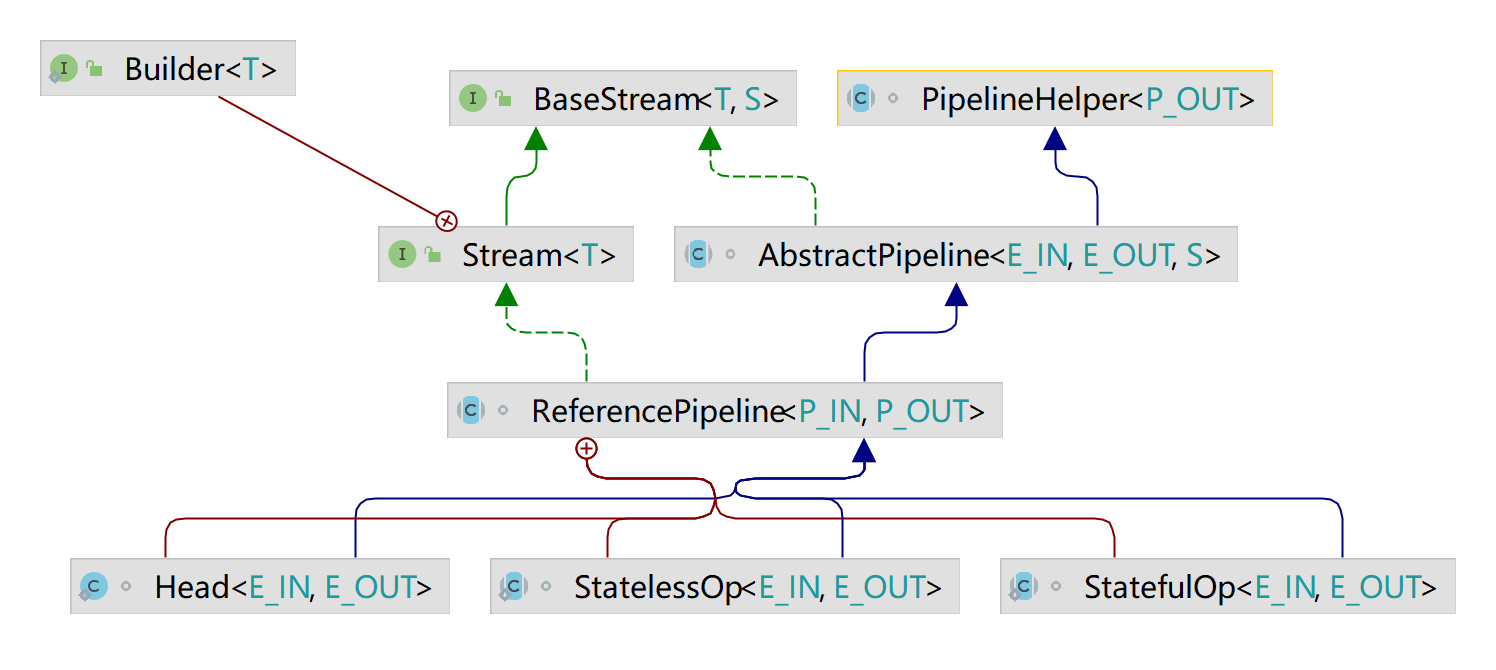 Builder<T>
BaseStream<T, S>
PipelineHelper<P_OUT>
Stream<T>
AbstractPipeline<E_IN, E_OUT, S>
ReferencePipeline<P_IN, P_OUT>
Head<E_IN, E_OUT>
StatelessOp<E_IN, E_OUT>
StatefulOp<E_IN, E_OUT>